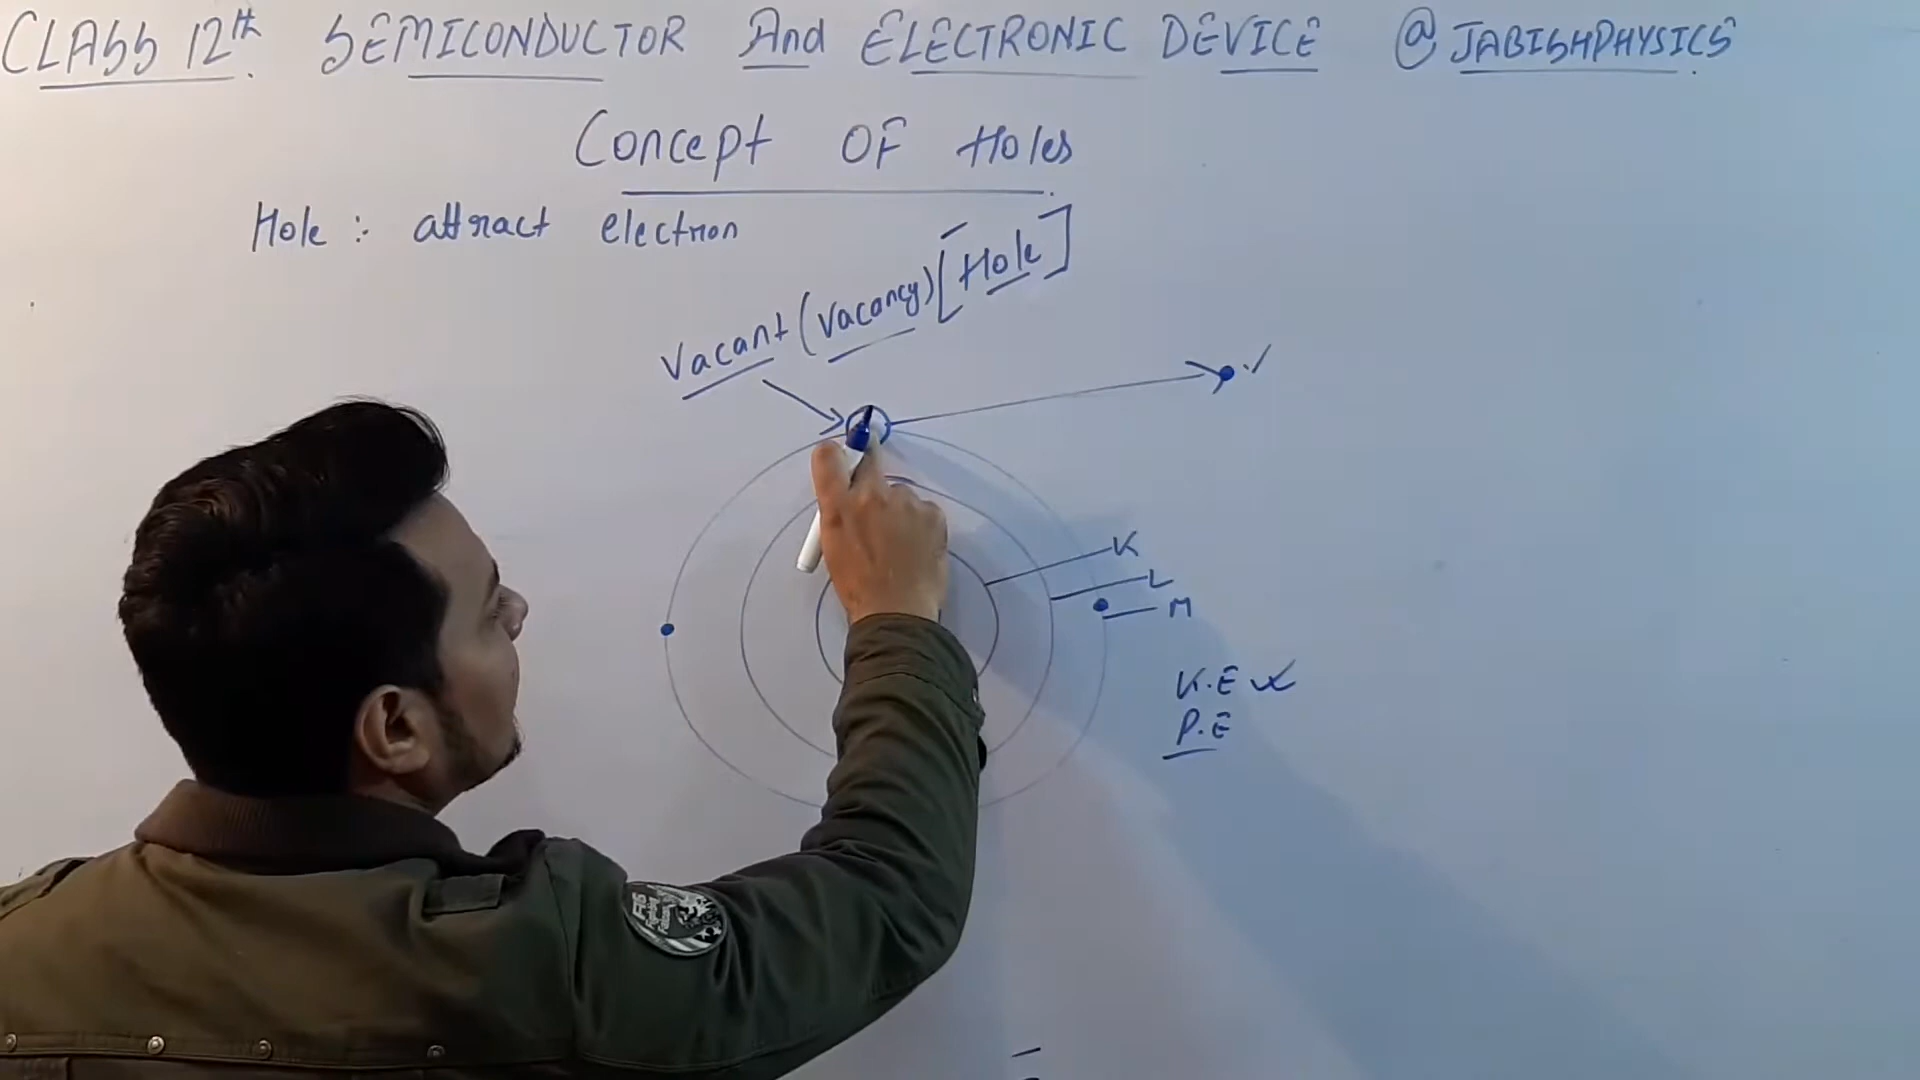 CLASS 12th SEMICONDUCTOR And ELECTRONIC DEVICE @JABISHPHYSICS
Concept OF Holes
Hole : attract electron
Vacant (Vacancy) [Hole]
K
L
M
K.E
P.E